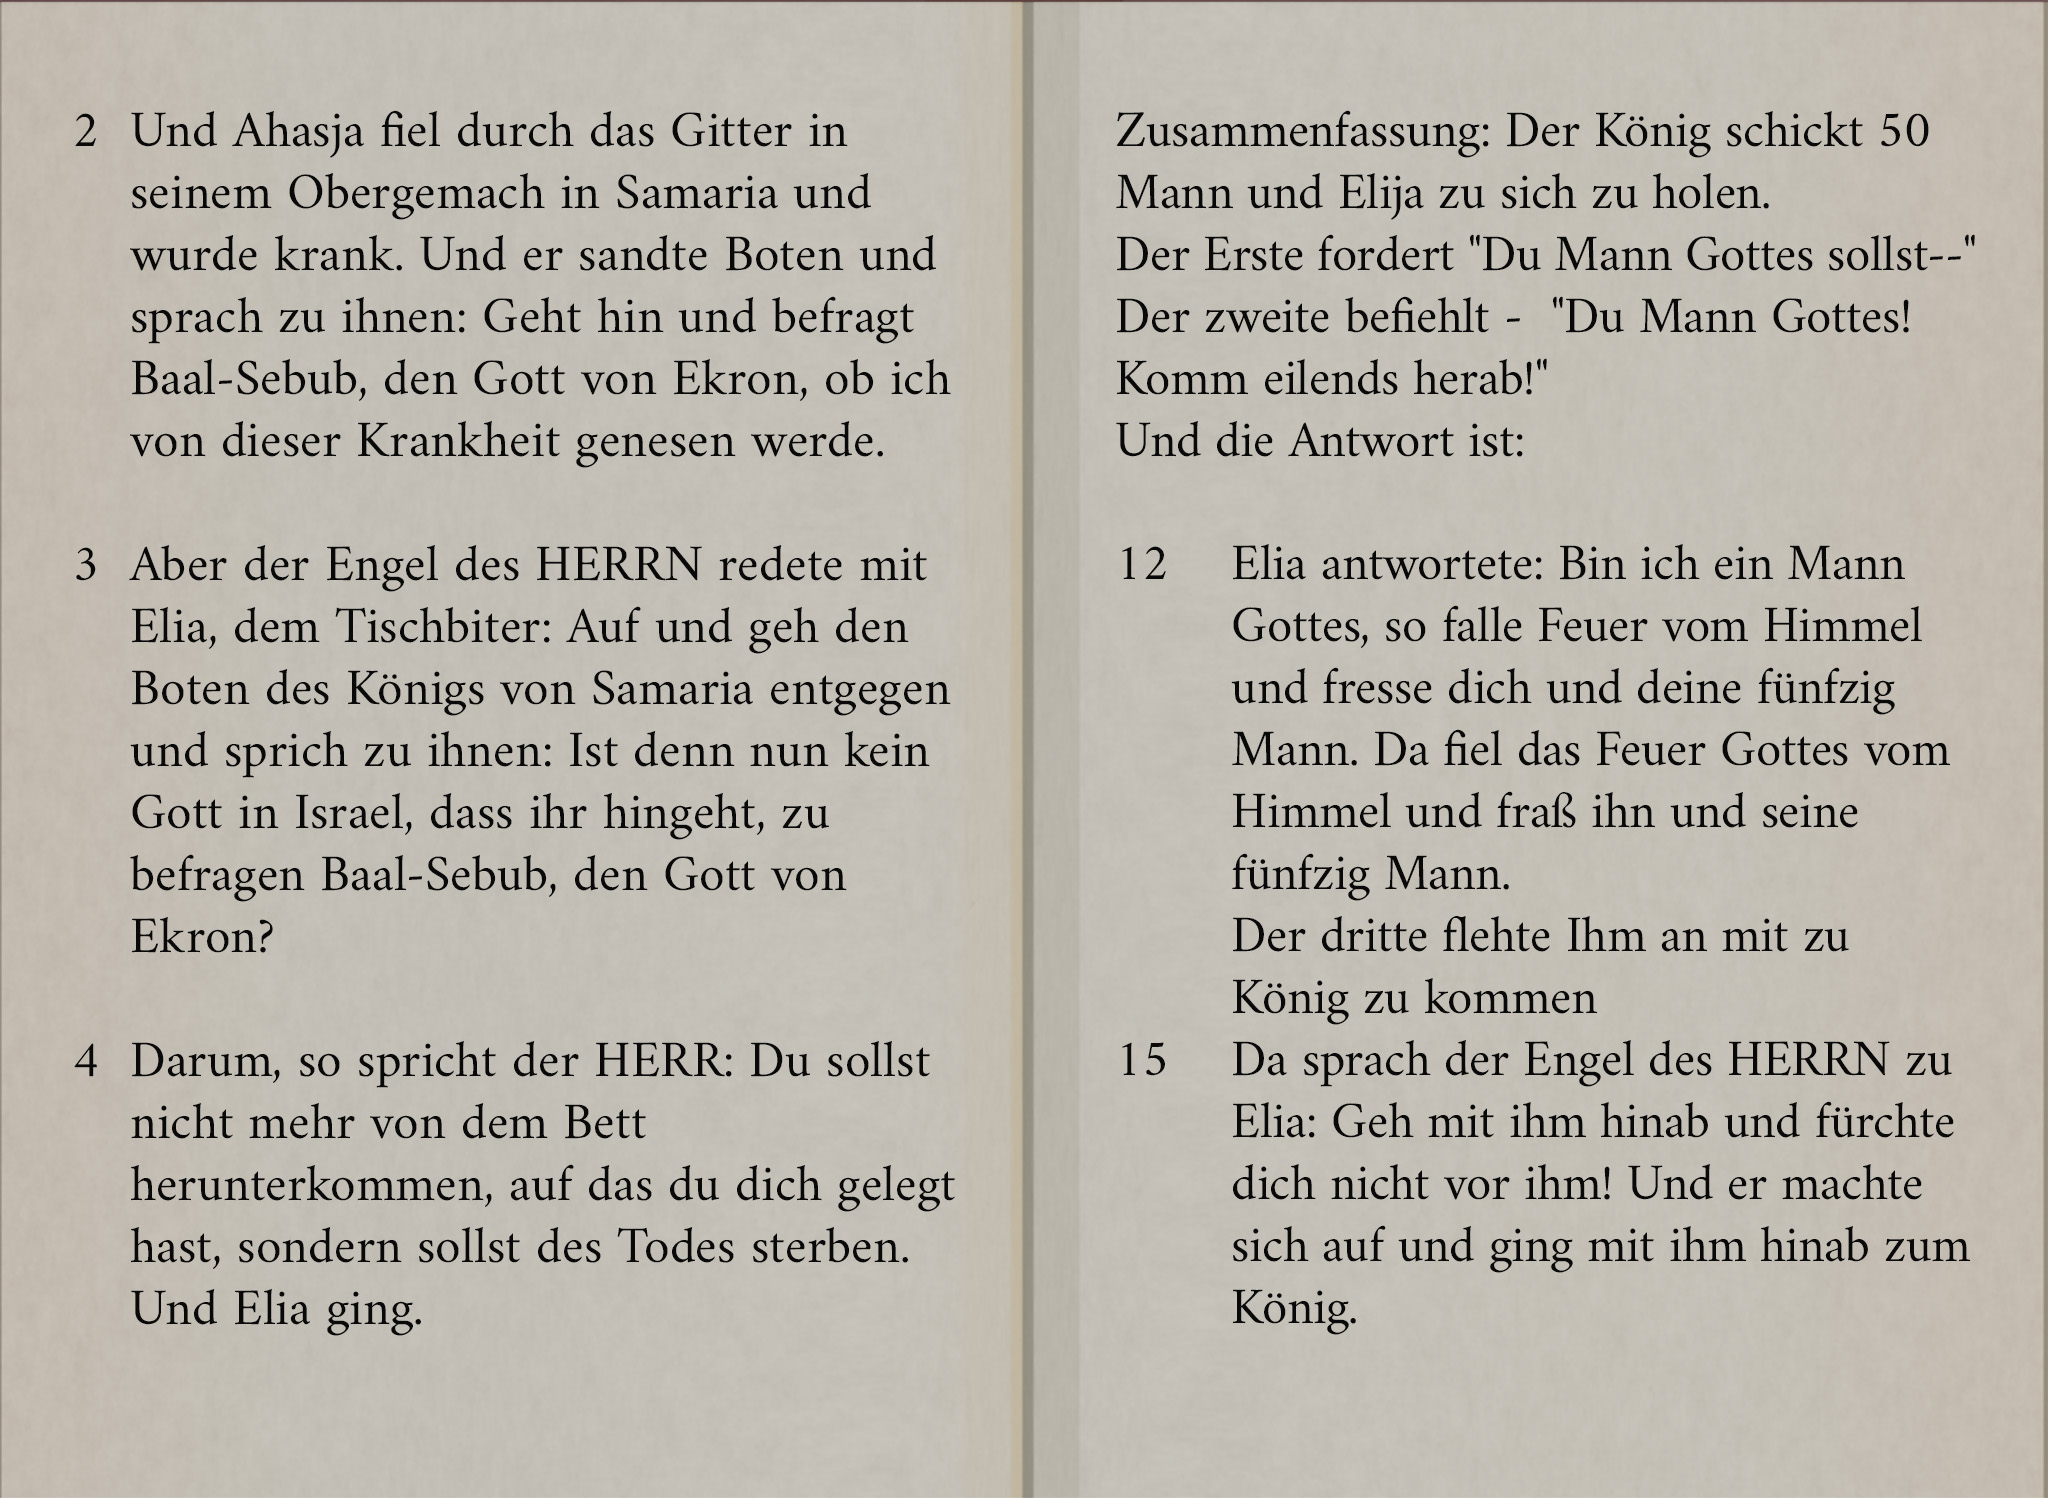 2 Und Ahasja fiel durch das Gitter in
seinem Obergemach in Samaria und
wurde krank. Und er sandte Boten und
sprach zu ihnen: Geht hin und befragt
Baal-Sebub, den Gott von Ekron, ob ich
von dieser Krankheit genesen werde.
3 Aber der Engel des HERRN redete mit
Elia, dem Tischbiter: Auf und geh den
Boten des Königs von Samaria entgegen
und sprich zu ihnen: Ist denn nun kein
Gott in Israel, dass ihr hingeht, zu
befragen Baal-Sebub, den Gott von
Ekron?
4 Darum, so spricht der HERR: Du sollst
nicht mehr von dem Bett
herunterkommen, auf das du dich gelegt
hast, sondern sollst des Todes sterben.
Und Elia ging.
Zusammenfassung: Der König schickt 50
Mann und Elija zu sich zu holen.
Der Erste fordert "Du Mann Gottes sollst--"
Der zweite befiehlt -  "Du Mann Gottes!
Komm eilends herab!"
Und die Antwort ist:
12 Elia antwortete: Bin ich ein Mann
Gottes, so falle Feuer vom Himmel
und fresse dich und deine fünfzig
Mann. Da fiel das Feuer Gottes vom
Himmel und fraß ihn und seine
fünfzig Mann.
Der dritte flehte Ihm an mit zu
König zu kommen
15 Da sprach der Engel des HERRN zu
Elia: Geh mit ihm hinab und fürchte
dich nicht vor ihm! Und er machte
sich auf und ging mit ihm hinab zum
König.